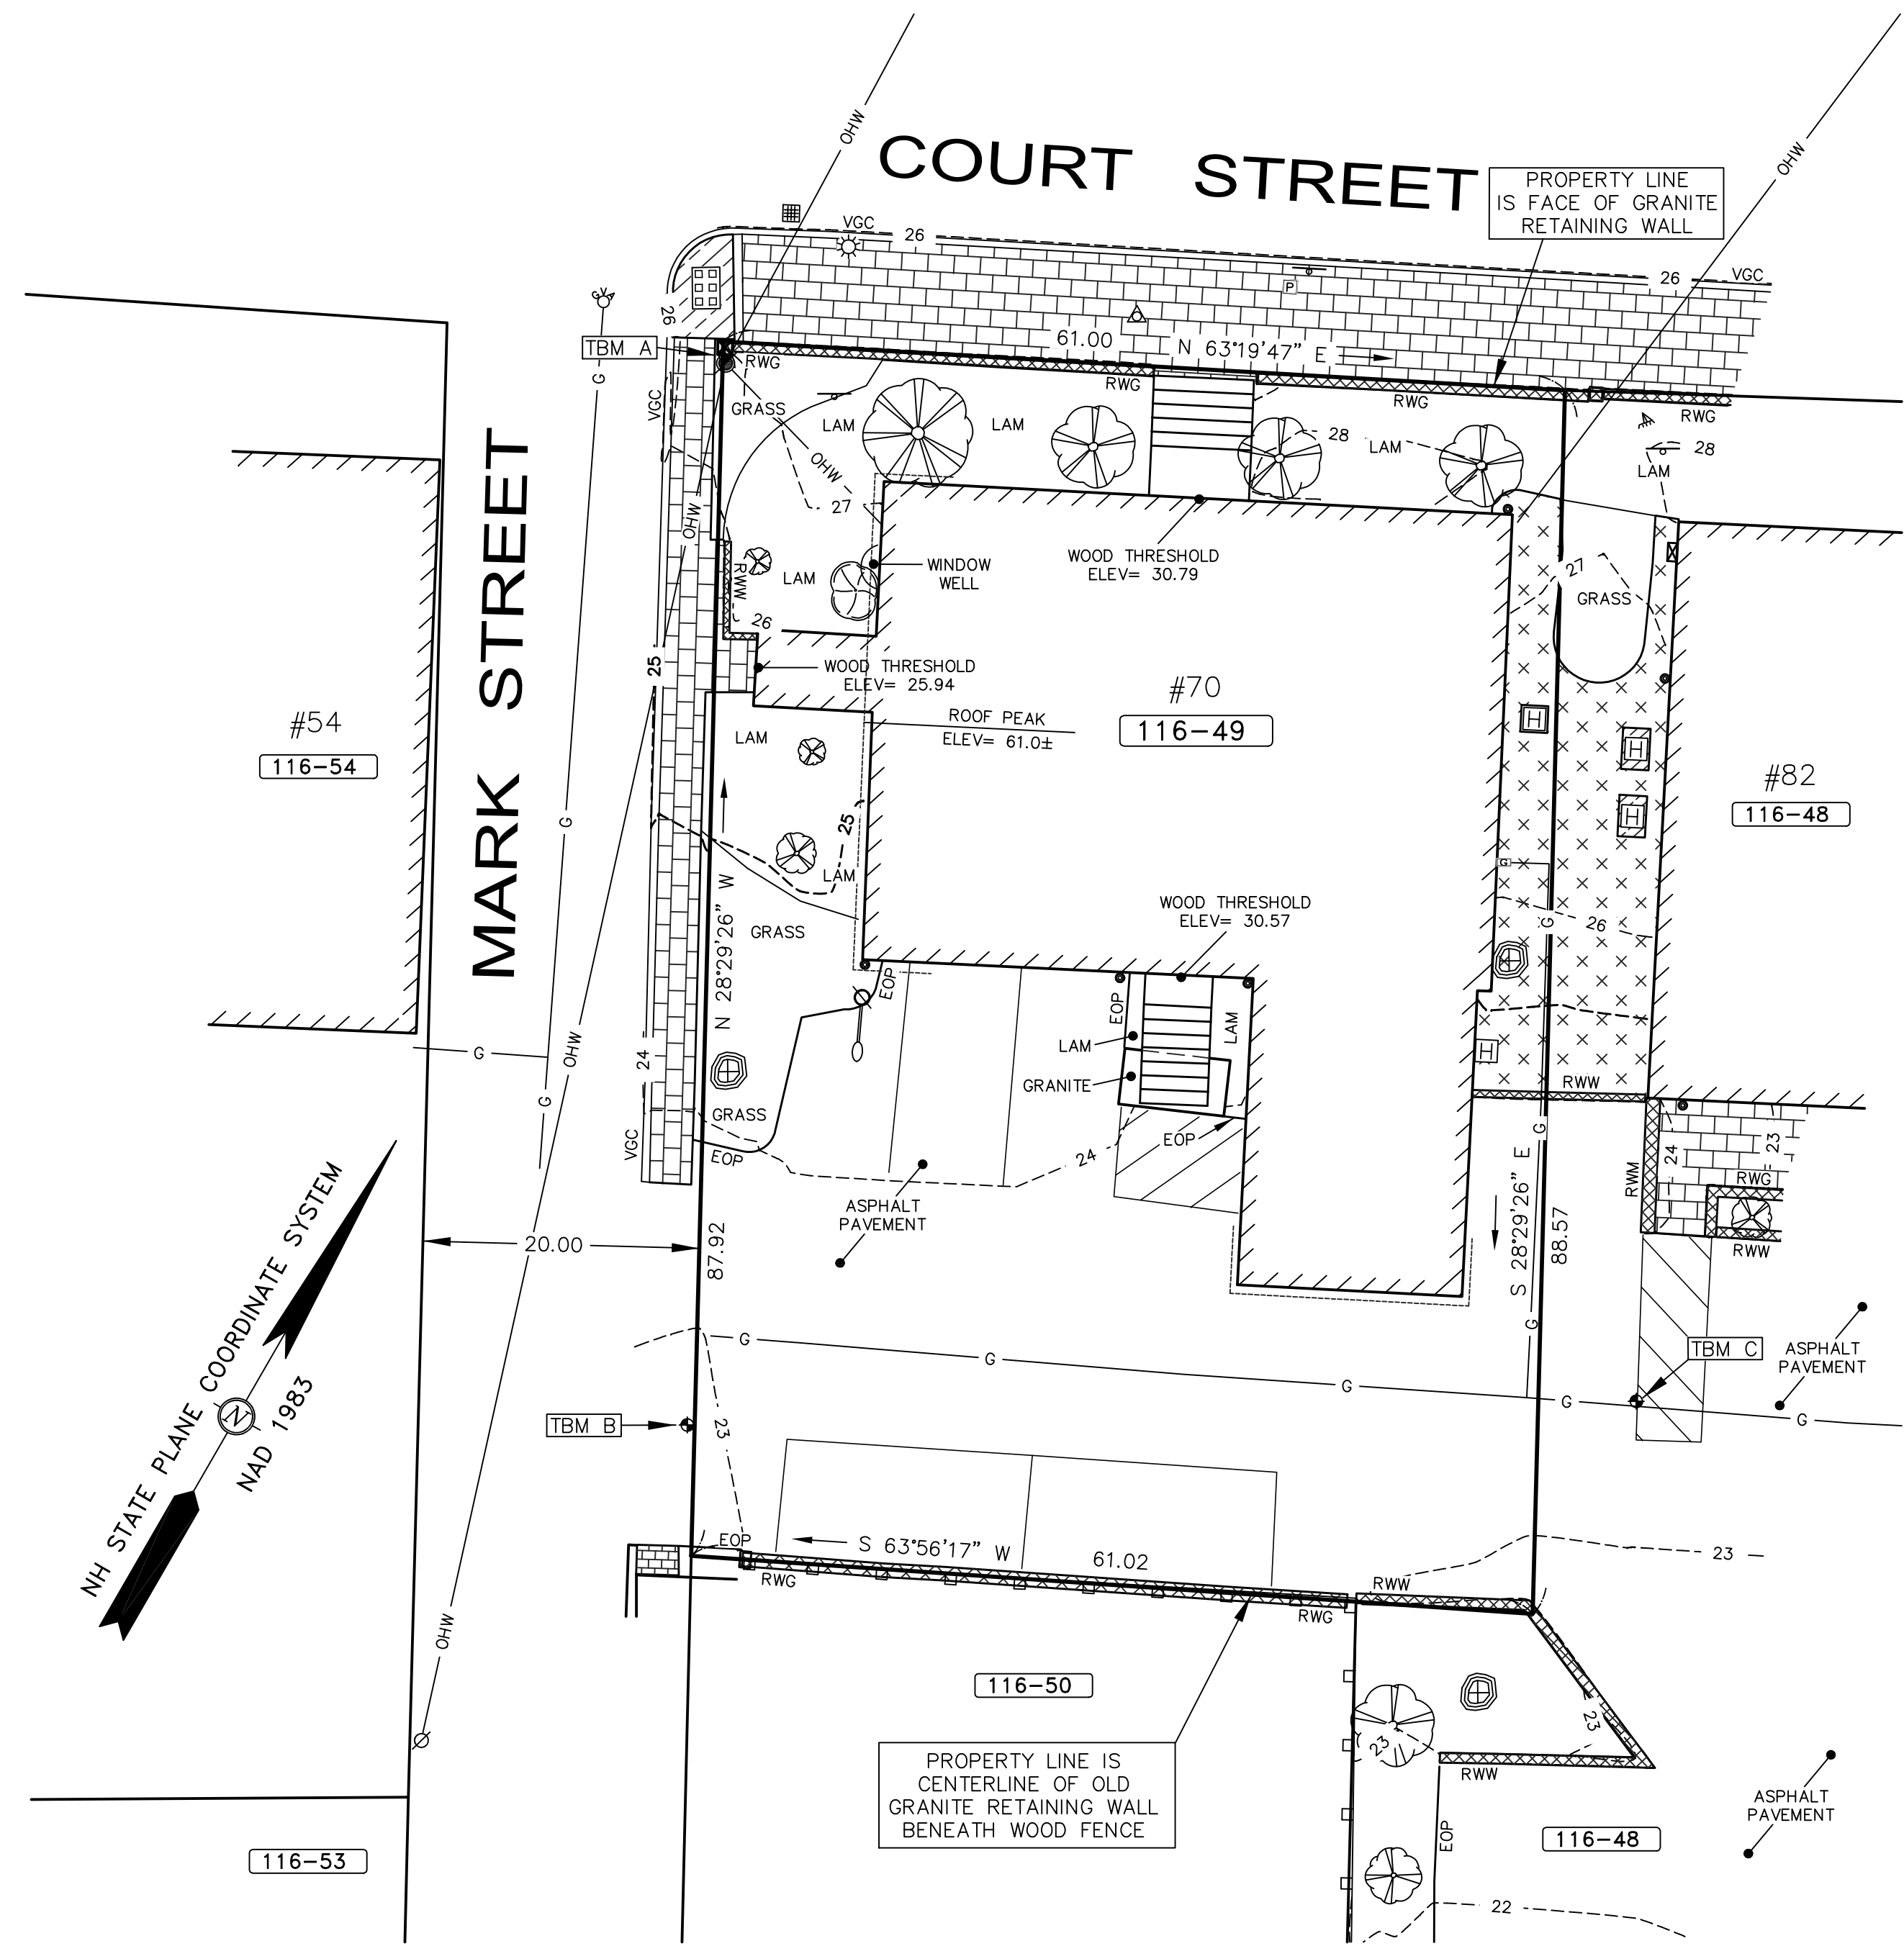 COURT STREET
PROPERTY LINE
IS FACE OF GRANITE
RETAINING WALL
OHW
OHW
VGC
26
26
VGC
GV
26
P
TBM A
RWG
61.00
N 63°19'47" E
RWG
RWG
RWG
G
VGC
GRASS
LAM
LAM
28
LAM
28
LAM
OHW
OHW
27
WINDOW
WELL
WOOD THRESHOLD
ELEV= 30.79
27
GRASS
RWW
LAM
26
25
WOOD THRESHOLD
ELEV= 25.94
MARK STREET
#54
116-54
#70
116-49
ROOF PEAK
ELEV= 61.0±
LAM
H
H
H
#82
116-48
G
25
LAM
G
N 28°29'26" W
GRASS
WOOD THRESHOLD
ELEV= 30.57
G
26
EOP
EOP
LAM
LAM
GRANITE
H
RWW
24
OHW
G
G
GRASS
VGC
EOP
EOP
24
G
RWM
24
23
RWG
RWW
ASPHALT
PAVEMENT
S 28°29'26" E
88.57
20.00
87.92
NH STATE PLANE COORDINATE SYSTEM
N
NAD 1983
G
G
G
G
G
G
TBM C
ASPHALT
PAVEMENT
TBM B
23
EOP
S 63°56'17" W
61.02
RWG
RWW
RWG
23
OHW
116-50
PROPERTY LINE IS
CENTERLINE OF OLD
GRANITE RETAINING WALL
BENEATH WOOD FENCE
23
23
RWW
EOP
ASPHALT
PAVEMENT
116-48
116-53
22